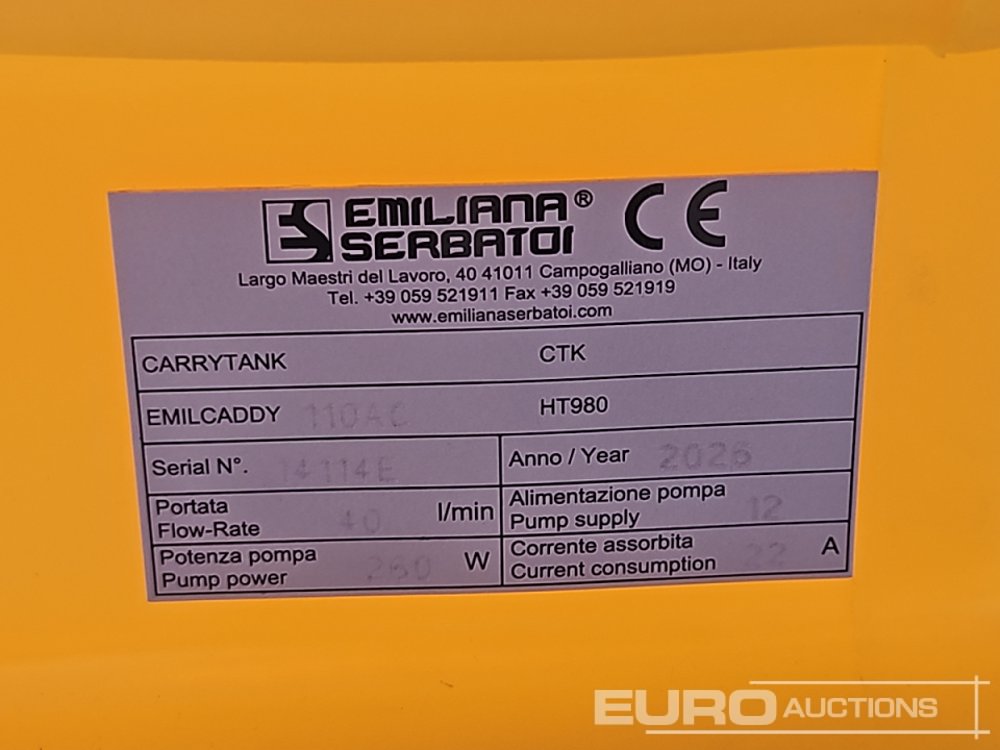 EMILIANA®
SERBATOI
CE
Largo Maestri del Lavoro, 40 41011 Campogalliano (MO) - Italy
Tel. +39 059 521911 Fax +39 059 521919
www.emilianaserbatoi.com
CARRYTANK CTK
EMILCADDY 110AC HT980
Serial N°. 14114E Anno / Year 2026
Portata
Flow-Rate 40 l/min
Alimentazione pompa
Pump supply 12
Potenza pompa
Pump power 260 W
Corrente assorbita
Current consumption 22 A
EURO AUCTIONS